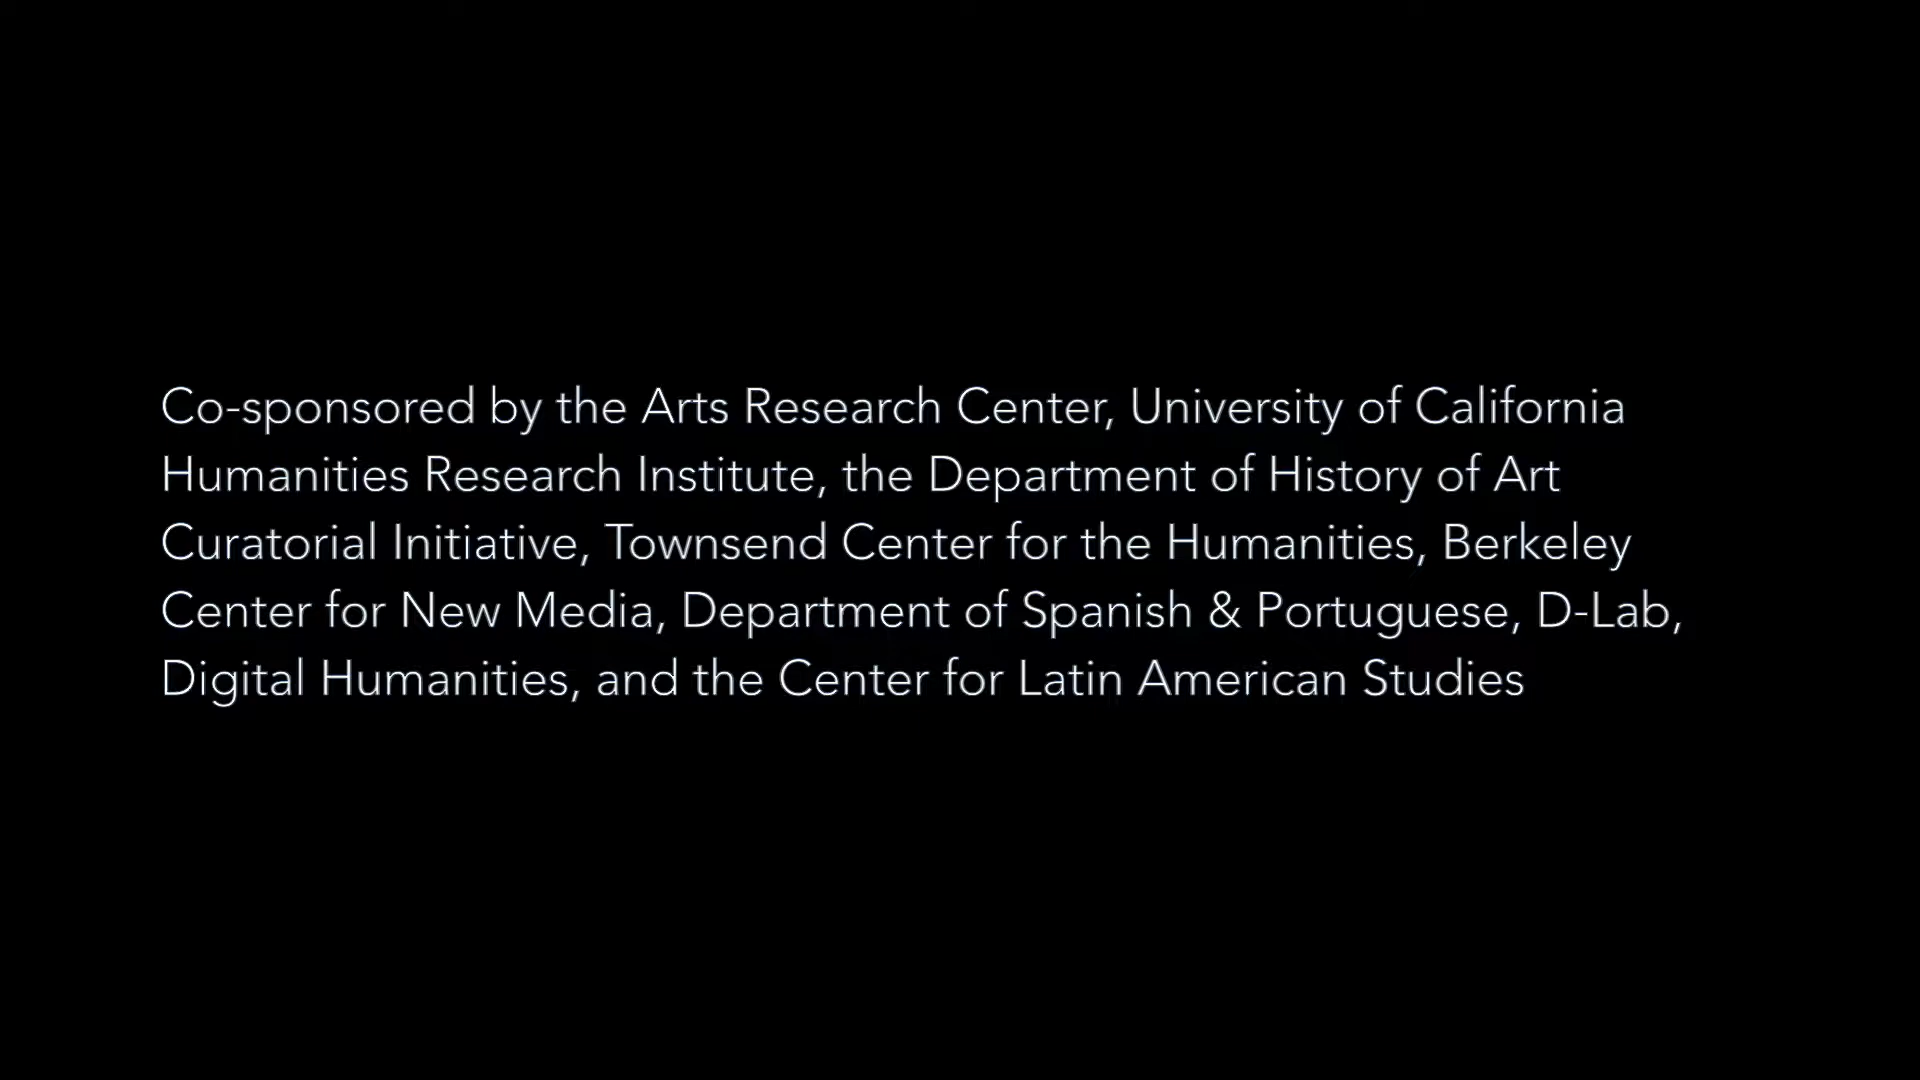 Co-sponsored by the Arts Research Center, University of California
Humanities Research Institute, the Department of History of Art
Curatorial Initiative, Townsend Center for the Humanities, Berkeley
Center for New Media, Department of Spanish & Portuguese, D-Lab,
Digital Humanities, and the Center for Latin American Studies